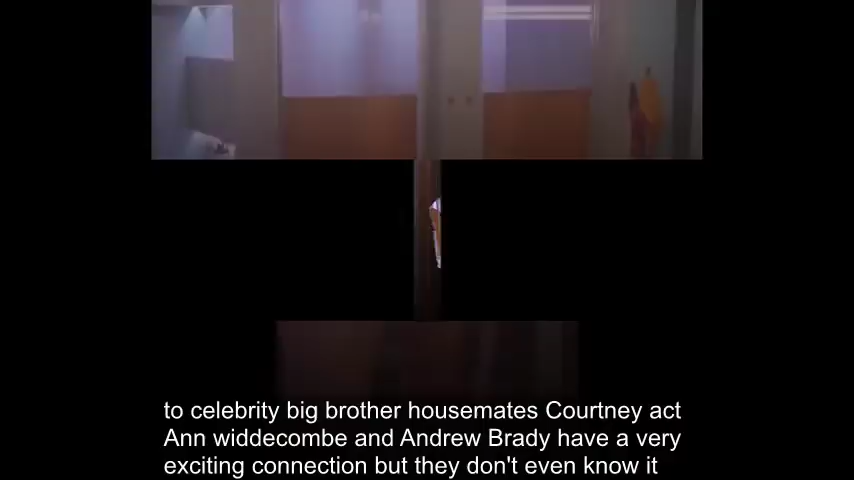 to celebrity big brother housemates Courtney act
Ann widdecombe and Andrew Brady have a very
exciting connection but they don't even know it